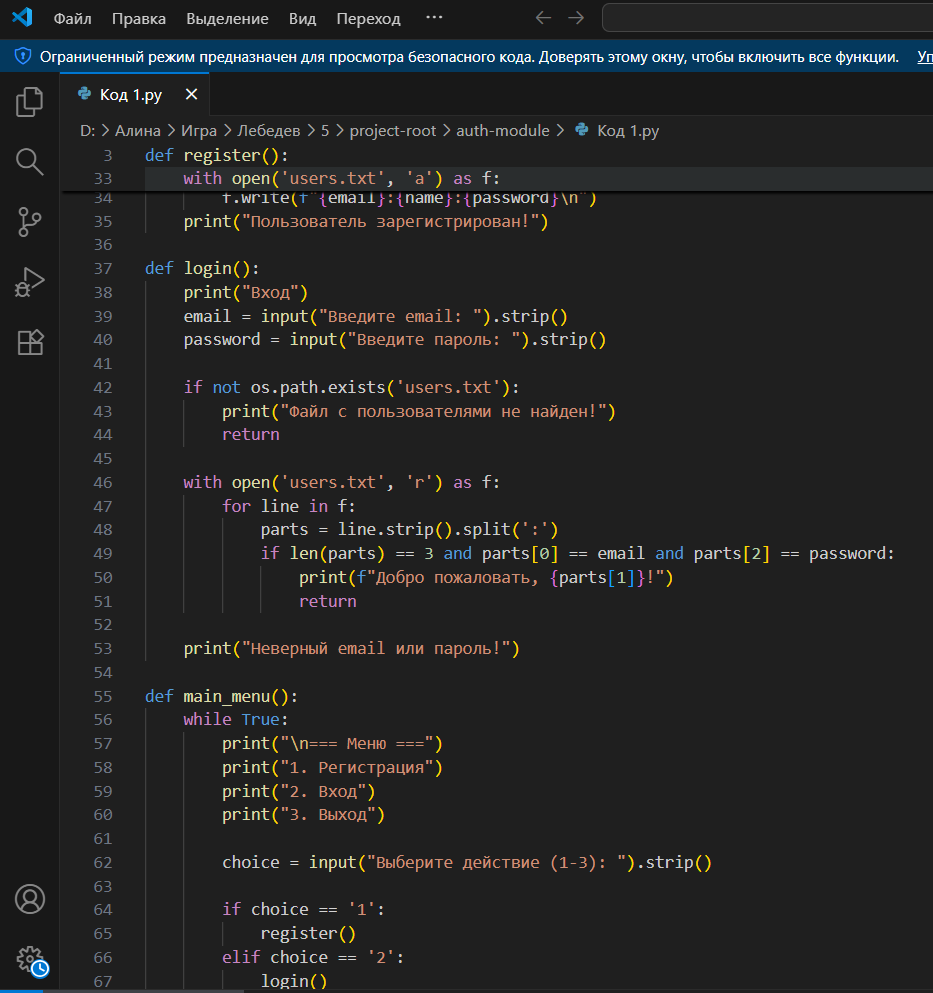 Файл Правка Выделение Вид Переход ···
Ограниченный режим предназначен для просмотра безопасного кода. Доверять этому окну, чтобы включить все функции. Уп
Код 1.py
D: > Алина > Игра > Лебедев > 5 > project-root > auth-module > Код 1.py
3 def register():
33     with open('users.txt', 'a') as f:
34         f.write(f"{email}:{name}:{password}\n")
35     print("Пользователь зарегистрирован!")
36
37 def login():
38     print("Вход")
39     email = input("Введите email: ").strip()
40     password = input("Введите пароль: ").strip()
41
42     if not os.path.exists('users.txt'):
43         print("Файл с пользователями не найден!")
44         return
45
46     with open('users.txt', 'r') as f:
47         for line in f:
48             parts = line.strip().split(':')
49             if len(parts) == 3 and parts[0] == email and parts[2] == password:
50                 print(f"Добро пожаловать, {parts[1]}!")
51                 return
52
53     print("Неверный email или пароль!")
54
55 def main_menu():
56     while True:
57         print("\n=== Меню ===")
58         print("1. Регистрация")
59         print("2. Вход")
60         print("3. Выход")
61
62         choice = input("Выберите действие (1-3): ").strip()
63
64         if choice == '1':
65             register()
66         elif choice == '2':
67             login()